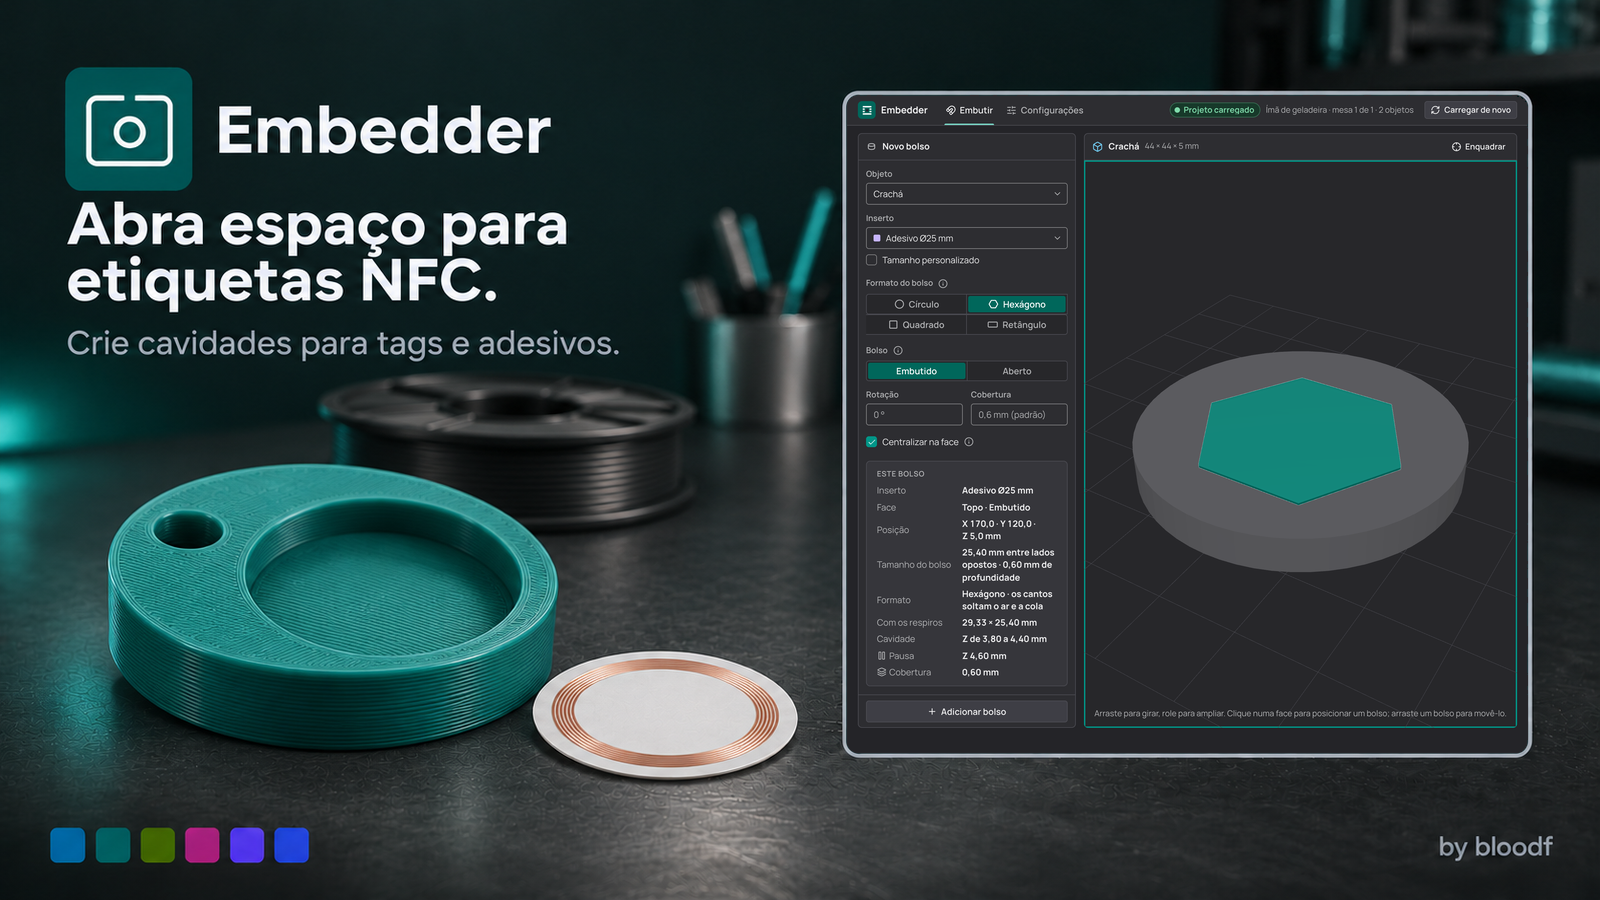 Embedder
Abra espaço para
etiquetas NFC.
Crie cavidades para tags e adesivos.
Embedder
Embutir
Configurações
Projeto carregado
Ímã de geladeira · mesa 1 de 1 · 2 objetos
Carregar de novo
Novo bolso
Objeto
Crachá
Inserto
Adesivo Ø25 mm
Tamanho personalizado
Formato do bolso
Círculo
Hexágono
Quadrado
Retângulo
Bolso
Embutido
Aberto
Rotação
Cobertura
0 °
0,6 mm (padrão)
Centralizar na face
ESTE BOLSO
Inserto
Adesivo Ø25 mm
Face
Topo · Embutido
Posição
X 170,0 · Y 120,0 ·
Z 5,0 mm
Tamanho do bolso
25,40 mm entre lados
opostos · 0,60 mm de
profundidade
Formato
Hexágono · os cantos
soltam o ar e a cola
Com os respiros
29,33 × 25,40 mm
Cavidade
Z de 3,80 a 4,40 mm
Pausa
Z 4,60 mm
Cobertura
0,60 mm
Adicionar bolso
Crachá
44 × 44 × 5 mm
Enquadrar
Arraste para girar, role para ampliar. Clique numa face para posicionar um bolso; arraste um bolso para movê-lo.
by bloodf